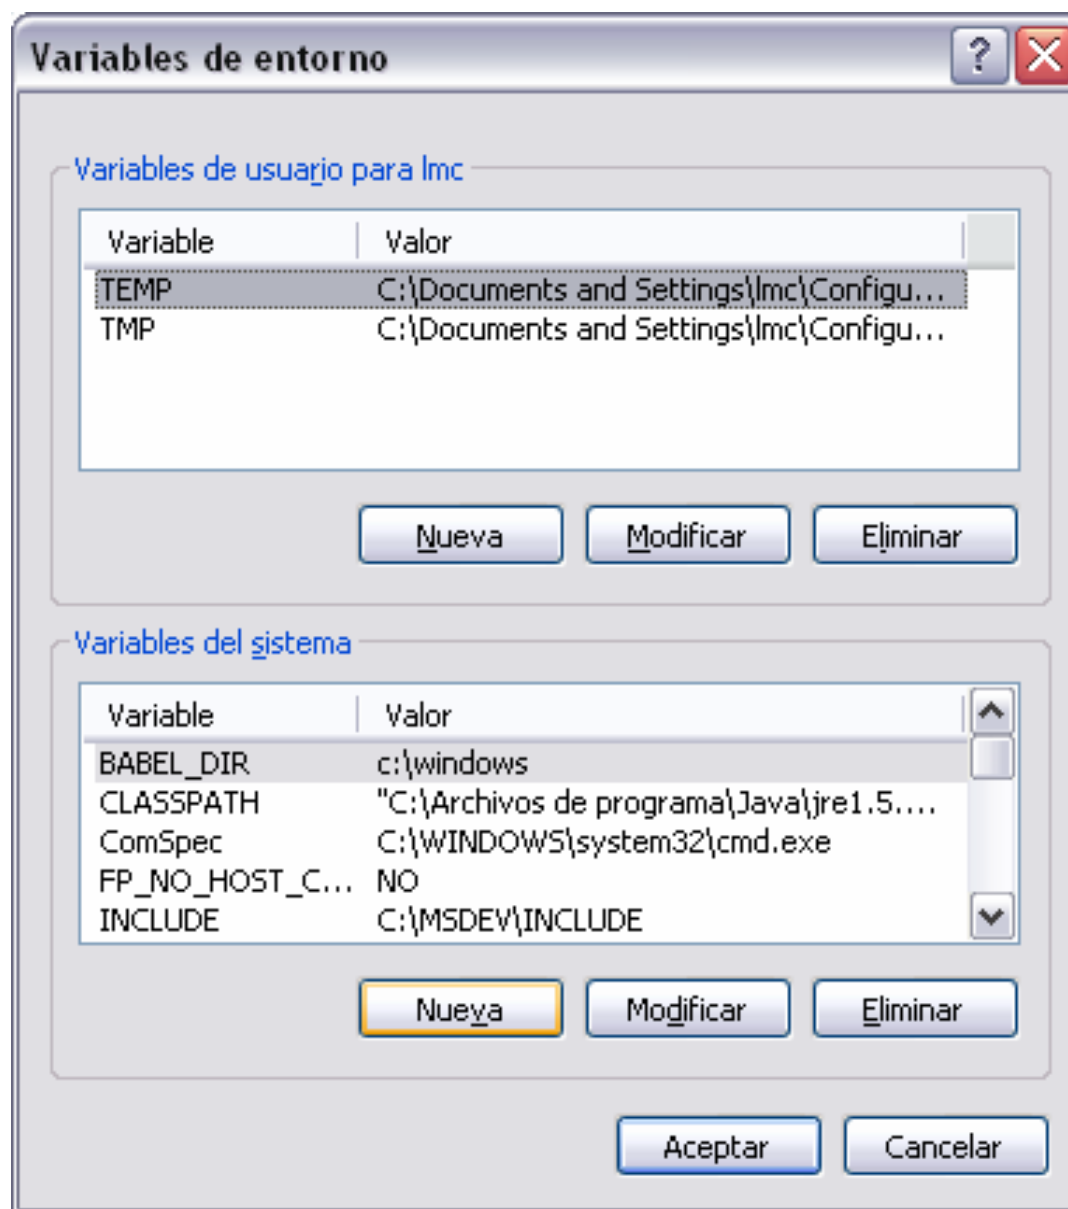 Variables de entorno
?
Variables de usuario para lmc
Variable Valor
TEMP C:\Documents and Settings\lmc\Configu...
TMP C:\Documents and Settings\lmc\Configu...
Nueva Modificar Eliminar
Variables del sistema
Variable Valor
BABEL_DIR c:\windows
CLASSPATH "C:\Archivos de programa\Java\jre1.5....
ComSpec C:\WINDOWS\system32\cmd.exe
FP_NO_HOST_C... NO
INCLUDE C:\MSDEV\INCLUDE
Nueva Modificar Eliminar
Aceptar Cancelar